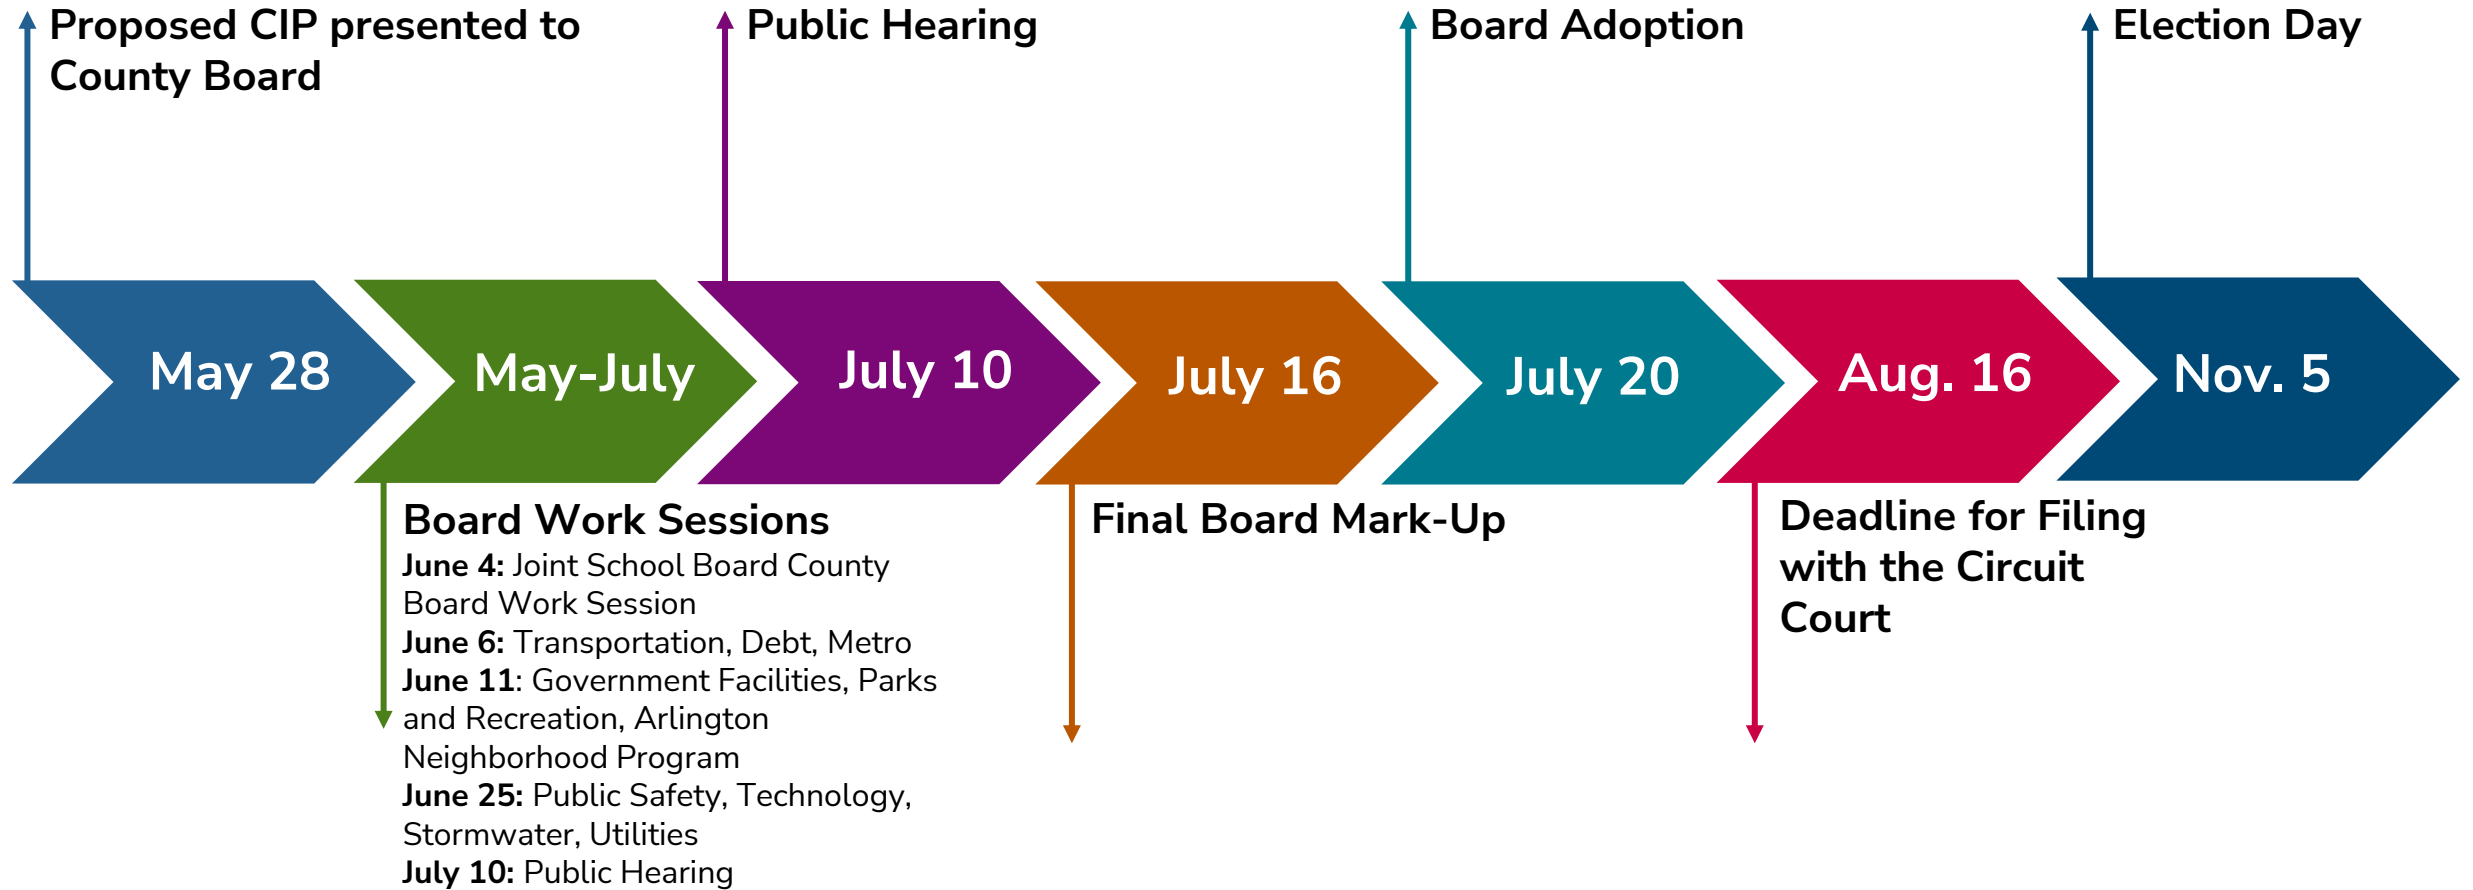 Proposed CIP presented to
County Board
Public Hearing
Board Adoption
Election Day
May 28
May-July
July 10
July 16
July 20
Aug. 16
Nov. 5
Board Work Sessions
June 4: Joint School Board County
Board Work Session
June 6: Transportation, Debt, Metro
June 11: Government Facilities, Parks
and Recreation, Arlington
Neighborhood Program
June 25: Public Safety, Technology,
Stormwater, Utilities
July 10: Public Hearing
Final Board Mark-Up
Deadline for Filing
with the Circuit
Court